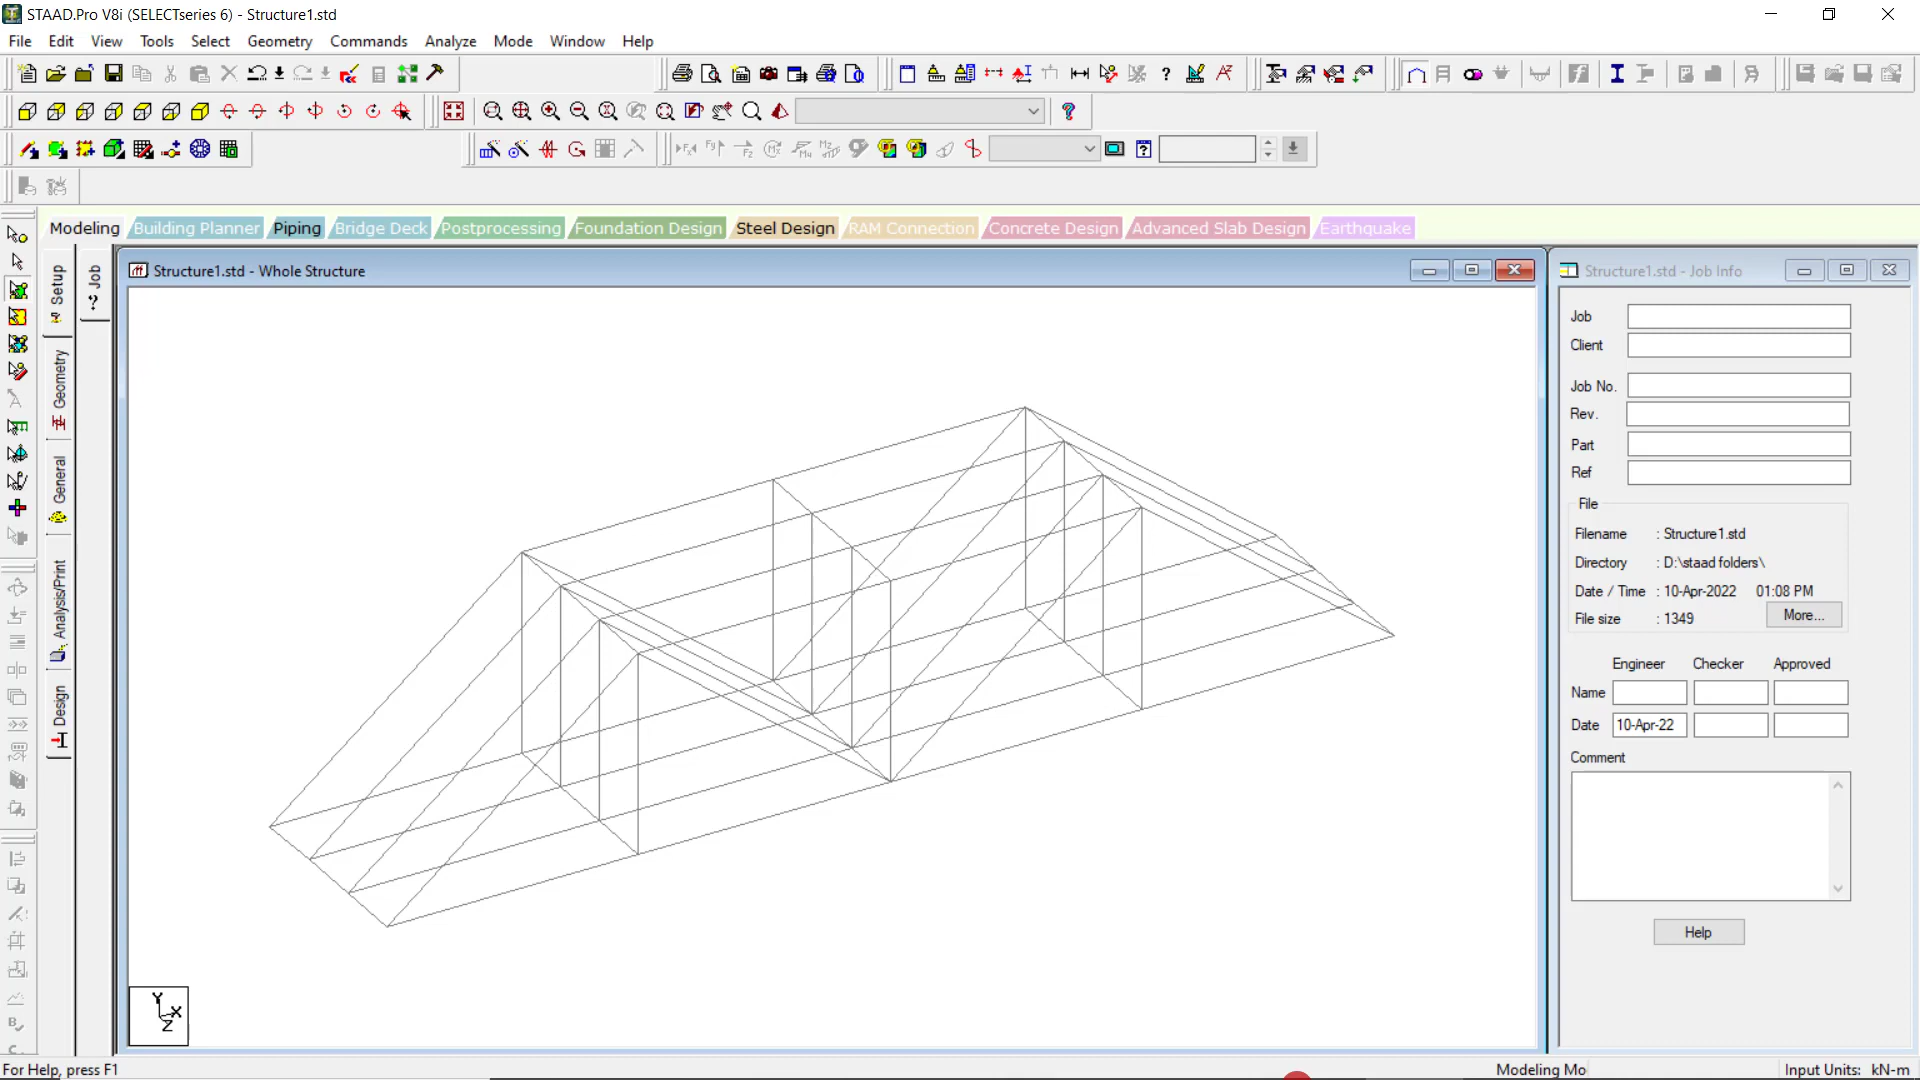 STAAD.Pro V8i (SELECTseries 6) - Structure1.std
File Edit View Tools Select Geometry Commands Analyze Mode Window Help
Modeling Building Planner Piping Bridge Deck Postprocessing Foundation Design Steel Design RAM Connection Concrete Design Advanced Slab Design Earthquake
Setup
Geometry
General
Analysis/Print
Design
Job
Structure1.std - Whole Structure
Y
X
Z
Structure1.std - Job Info
Job
Client
Job No.
Rev.
Part
Ref
File
Filename : Structure1.std
Directory : D:\staad folders\
Date / Time : 10-Apr-2022 01:08 PM
File size : 1349 More...
Engineer Checker Approved
Name
Date 10-Apr-22
Comment
Help
For Help, press F1
Modeling Mo
Input Units: kN-m